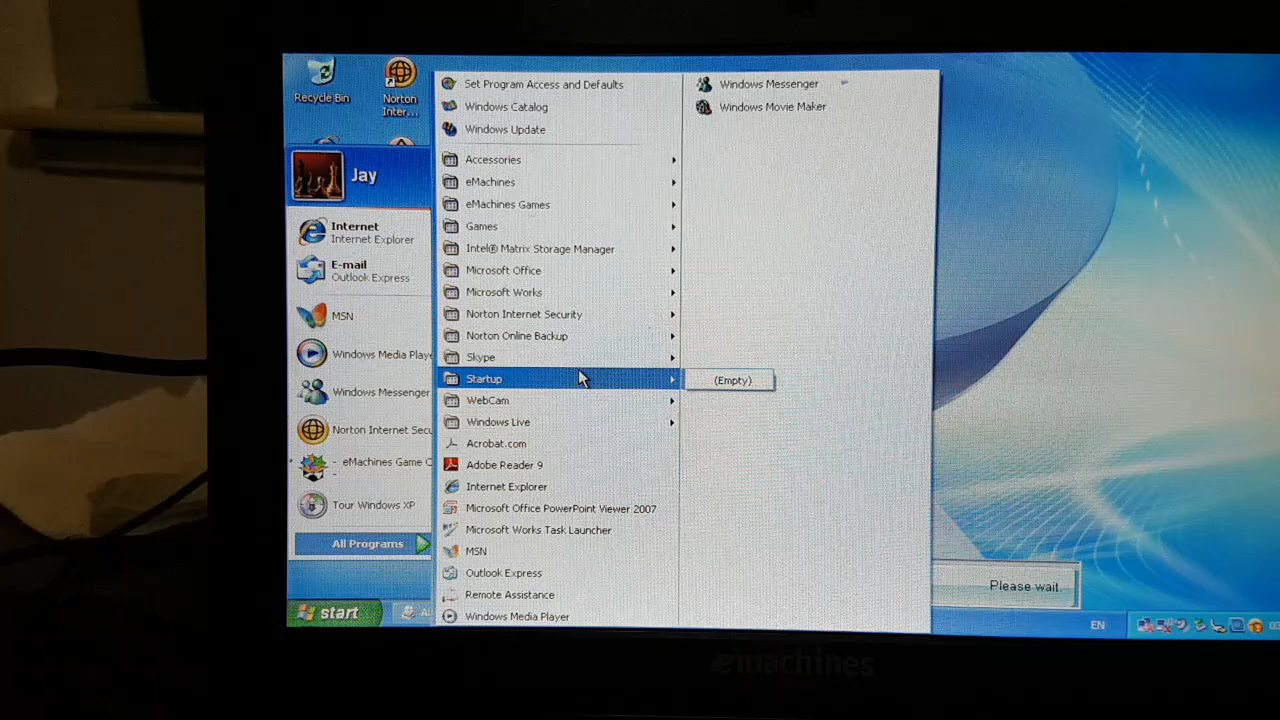 Recycle Bin
Norton
Inter...
Jay
Internet
Internet Explorer
E-mail
Outlook Express
MSN
Windows Media Playe
Windows Messenger
Norton Internet Secu
eMachines Game C
Tour Windows XP
All Programs
start
Set Program Access and Defaults
Windows Catalog
Windows Update
Accessories
eMachines
eMachines Games
Games
Intel® Matrix Storage Manager
Microsoft Office
Microsoft Works
Norton Internet Security
Norton Online Backup
Skype
Startup
WebCam
Windows Live
Acrobat.com
Adobe Reader 9
Internet Explorer
Microsoft Office PowerPoint Viewer 2007
Microsoft Works Task Launcher
MSN
Outlook Express
Remote Assistance
Windows Media Player
Windows Messenger
Windows Movie Maker
(Empty)
Please wait.
EN
emachines